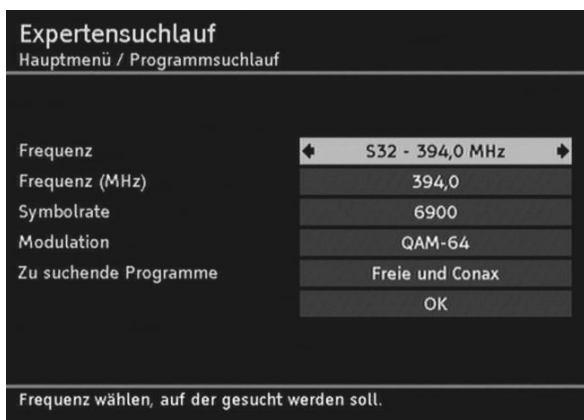 Expertensuchlauf
Hauptmenü / Programmsuchlauf
Frequenz S32 - 394,0 MHz
Frequenz (MHz) 394,0
Symbolrate 6900
Modulation QAM-64
Zu suchende Programme Freie und Conax
OK
Frequenz wählen, auf der gesucht werden soll.